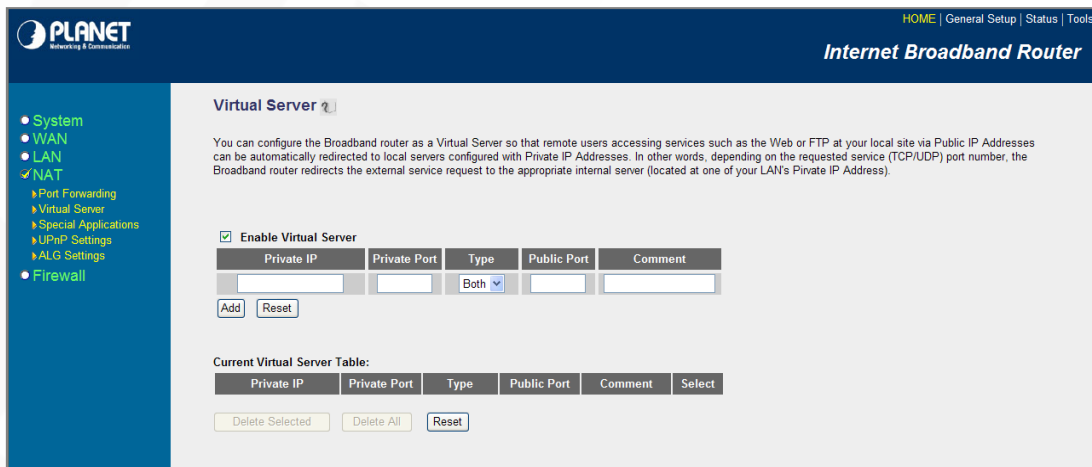 PLANET
Networking & Communication
HOME | General Setup | Status | Tools
Internet Broadband Router
System
WAN
LAN
NAT
Port Forwarding
Virtual Server
Special Applications
UPnP Settings
ALG Settings
Firewall
Virtual Server
You can configure the Broadband router as a Virtual Server so that remote users accessing services such as the Web or FTP at your local site via Public IP Addresses
can be automatically redirected to local servers configured with Private IP Addresses. In other words, depending on the requested service (TCP/UDP) port number, the
Broadband router redirects the external service request to the appropriate internal server (located at one of your LAN's Private IP Address).
Enable Virtual Server
Private IP Private Port Type Public Port Comment
Both
Add Reset
Current Virtual Server Table:
Private IP Private Port Type Public Port Comment Select
Delete Selected Delete All Reset